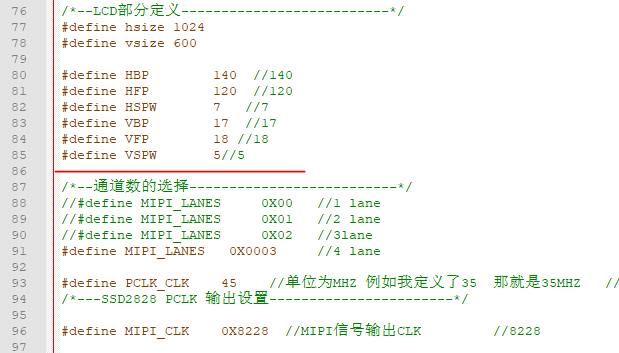 76 /*--LCD部分定义--------------------------*/
77 #define hsize 1024
78 #define vsize 600
79
80 #define HBP 140 //140
81 #define HFP 120 //120
82 #define HSPW 7 //7
83 #define VBP 17 //17
84 #define VFP 18 //18
85 #define VSPW 5//5
86
87 /*--通道数的选择--------------------------*/
88 //#define MIPI_LANES 0X00 //1 lane
89 //#define MIPI_LANES 0X01 //2 lane
90 //#define MIPI_LANES 0X02 //3lane
91 #define MIPI_LANES 0X0003 //4 lane
92
93 #define PCLK_CLK 45 //单位为MHZ 例如我定义了35 那就是35MHZ //
94 /*---SSD2828 PCLK 输出设置-----------------------*/
95
96 #define MIPI_CLK 0X8228 //MIPI信号输出CLK //8228
97